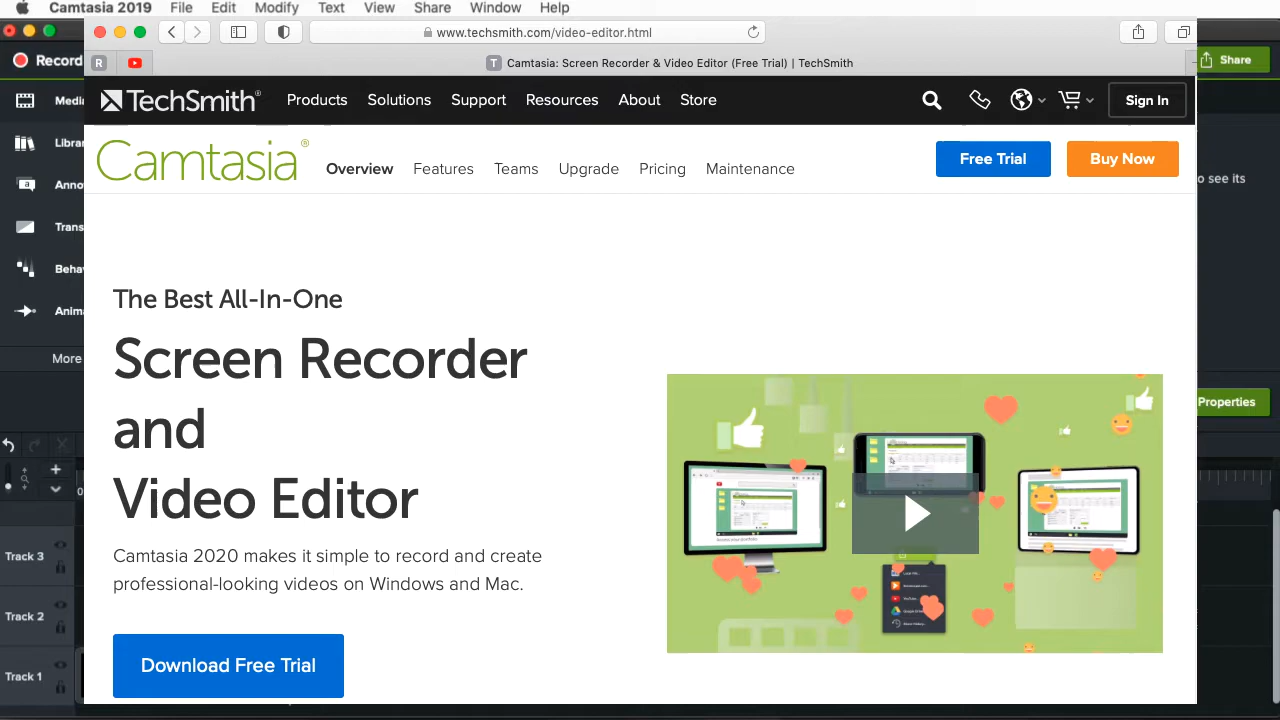 Camtasia 2019 File Edit Modify Text View Share Window Help
www.techsmith.com/video-editor.html
Record
Share
R
T Camtasia: Screen Recorder & Video Editor (Free Trial) | TechSmith
TechSmith® Products Solutions Support Resources About Store Sign In
Camtasia® Overview Features Teams Upgrade Pricing Maintenance Free Trial Buy Now
o see its
The Best All-In-One
Screen Recorder
and
Video Editor
Camtasia 2020 makes it simple to record and create
professional-looking videos on Windows and Mac.
Download Free Trial
More
Properties
0
Track 3
Track 2
Track 1